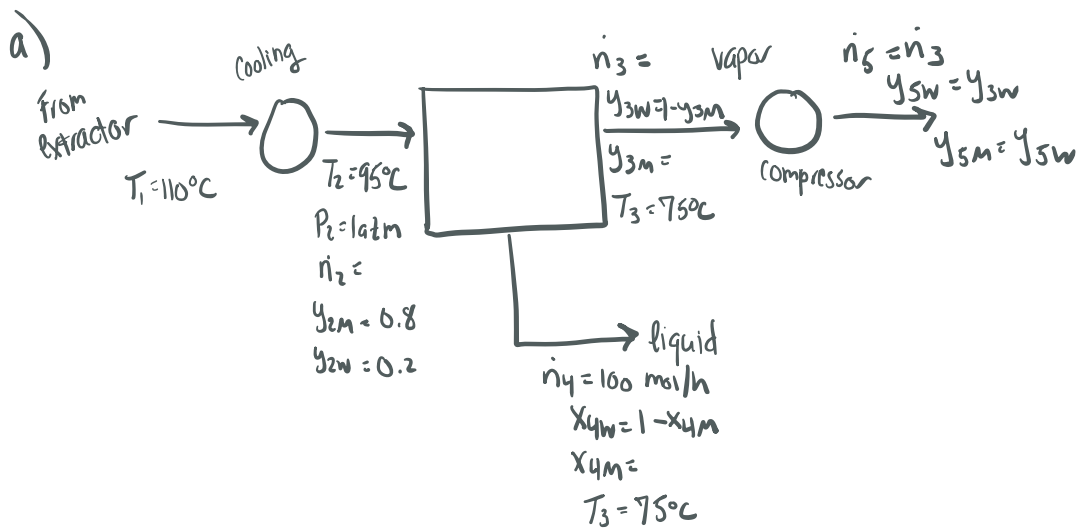 a)
from
extractor
T₁=110°C
cooling
T₂=95°C
P₂=1atm
ṅ₂=
y₂M=0.8
y₂W=0.2
ṅ₃=
y₃W=1-y₃M
y₃M=
T₃=75°C
vapor
compressor
ṅ₅=ṅ₃
y₅W=y₃W
y₅M=y₅W
liquid
ṅ₄=100 mol/h
x₄W=1-x₄M
x₄M=
T₃=75°C